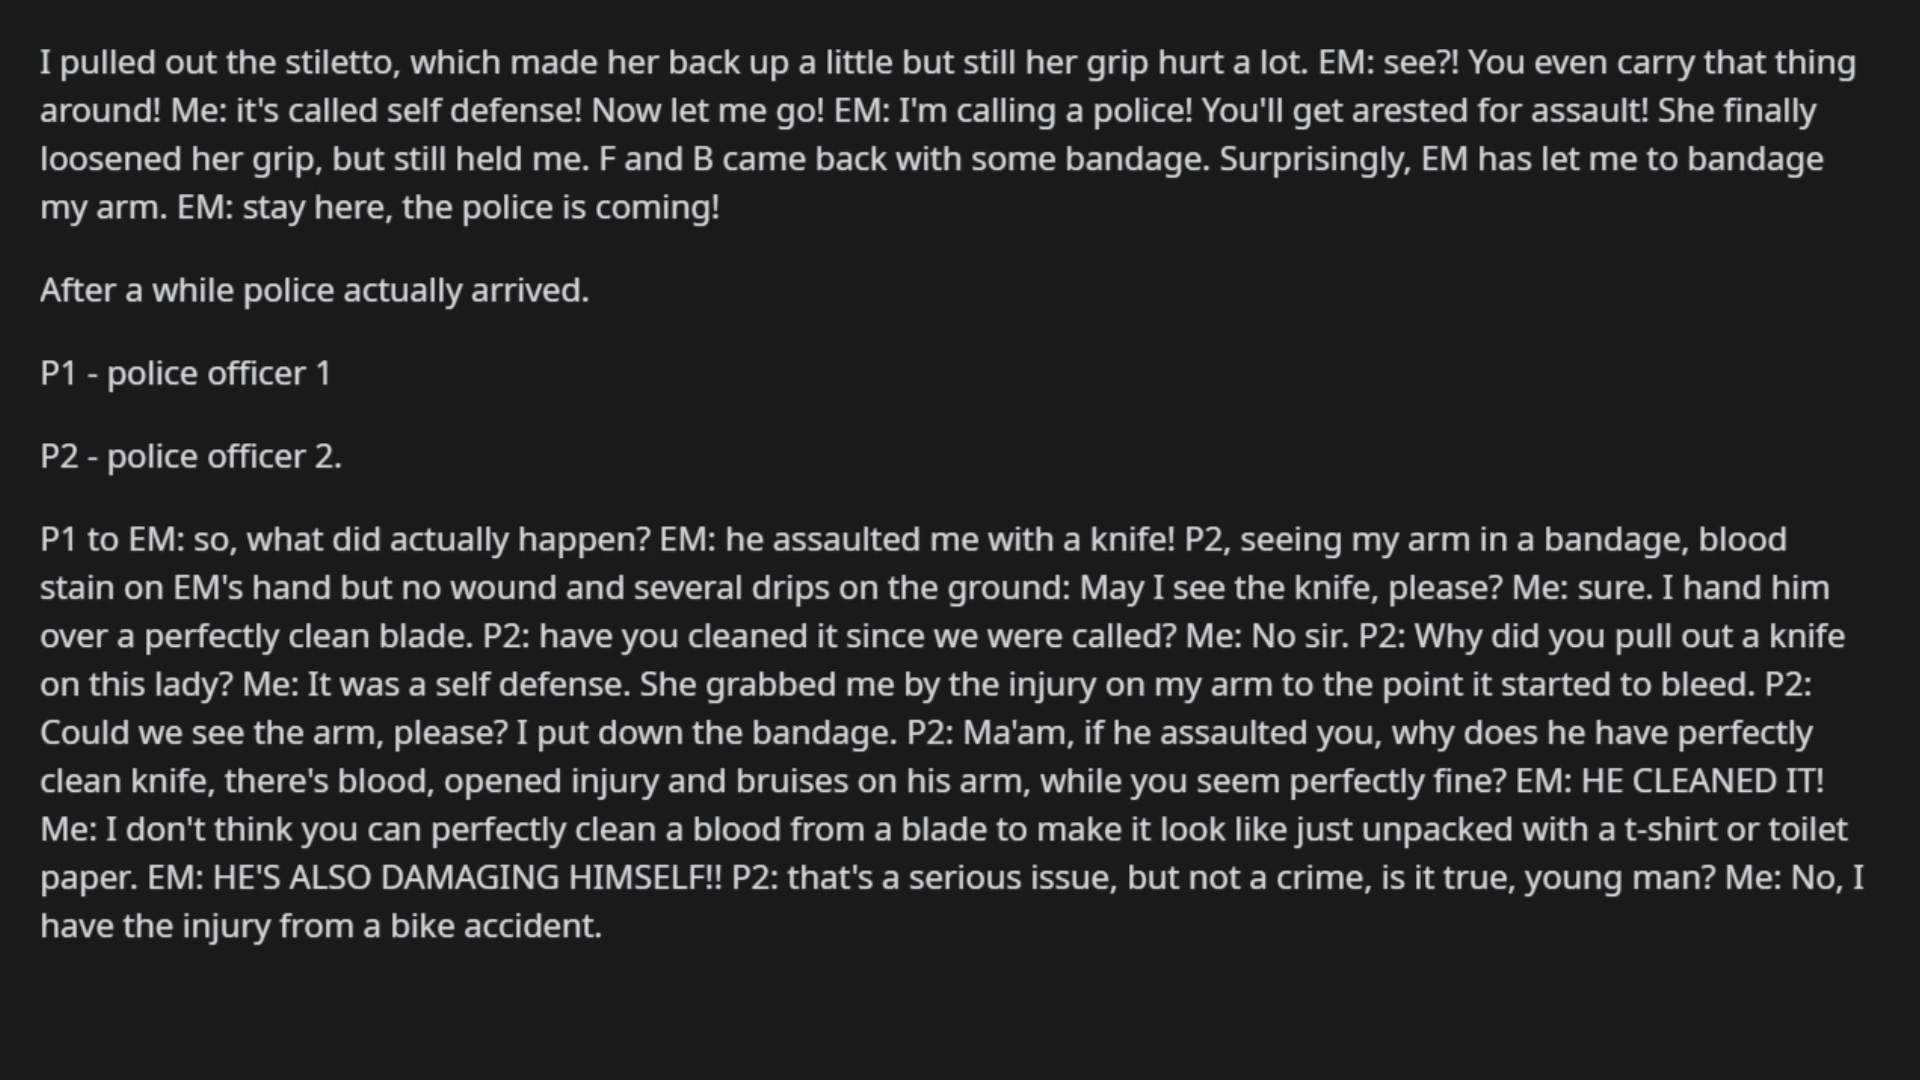 I pulled out the stiletto, which made her back up a little but still her grip hurt a lot. EM: see?! You even carry that thing
around! Me: it's called self defense! Now let me go! EM: I'm calling a police! You'll get arested for assault! She finally
loosened her grip, but still held me. F and B came back with some bandage. Surprisingly, EM has let me to bandage
my arm. EM: stay here, the police is coming!
After a while police actually arrived.
P1 - police officer 1
P2 - police officer 2.
P1 to EM: so, what did actually happen? EM: he assaulted me with a knife! P2, seeing my arm in a bandage, blood
stain on EM's hand but no wound and several drips on the ground: May I see the knife, please? Me: sure. I hand him
over a perfectly clean blade. P2: have you cleaned it since we were called? Me: No sir. P2: Why did you pull out a knife
on this lady? Me: It was a self defense. She grabbed me by the injury on my arm to the point it started to bleed. P2:
Could we see the arm, please? I put down the bandage. P2: Ma'am, if he assaulted you, why does he have perfectly
clean knife, there's blood, opened injury and bruises on his arm, while you seem perfectly fine? EM: HE CLEANED IT!
Me: I don't think you can perfectly clean a blood from a blade to make it look like just unpacked with a t-shirt or toilet
paper. EM: HE'S ALSO DAMAGING HIMSELF!! P2: that's a serious issue, but not a crime, is it true, young man? Me: No, I
have the injury from a bike accident.